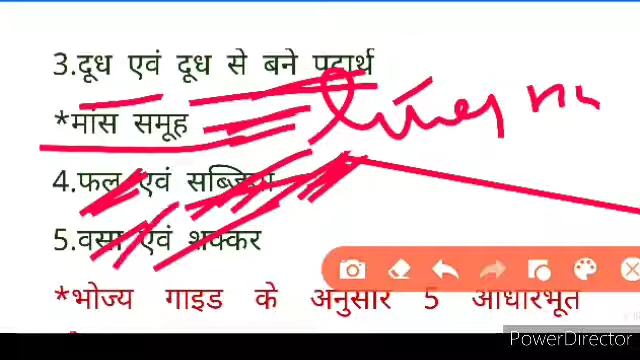 3.दूध एवं दूध से बने पदार्थ
*मांस समूह
4.फल एवं सब्जियां
5.वसा एवं शक्कर
*भोज्य गाइड के अनुसार 5 आधारभूत
PowerDirector